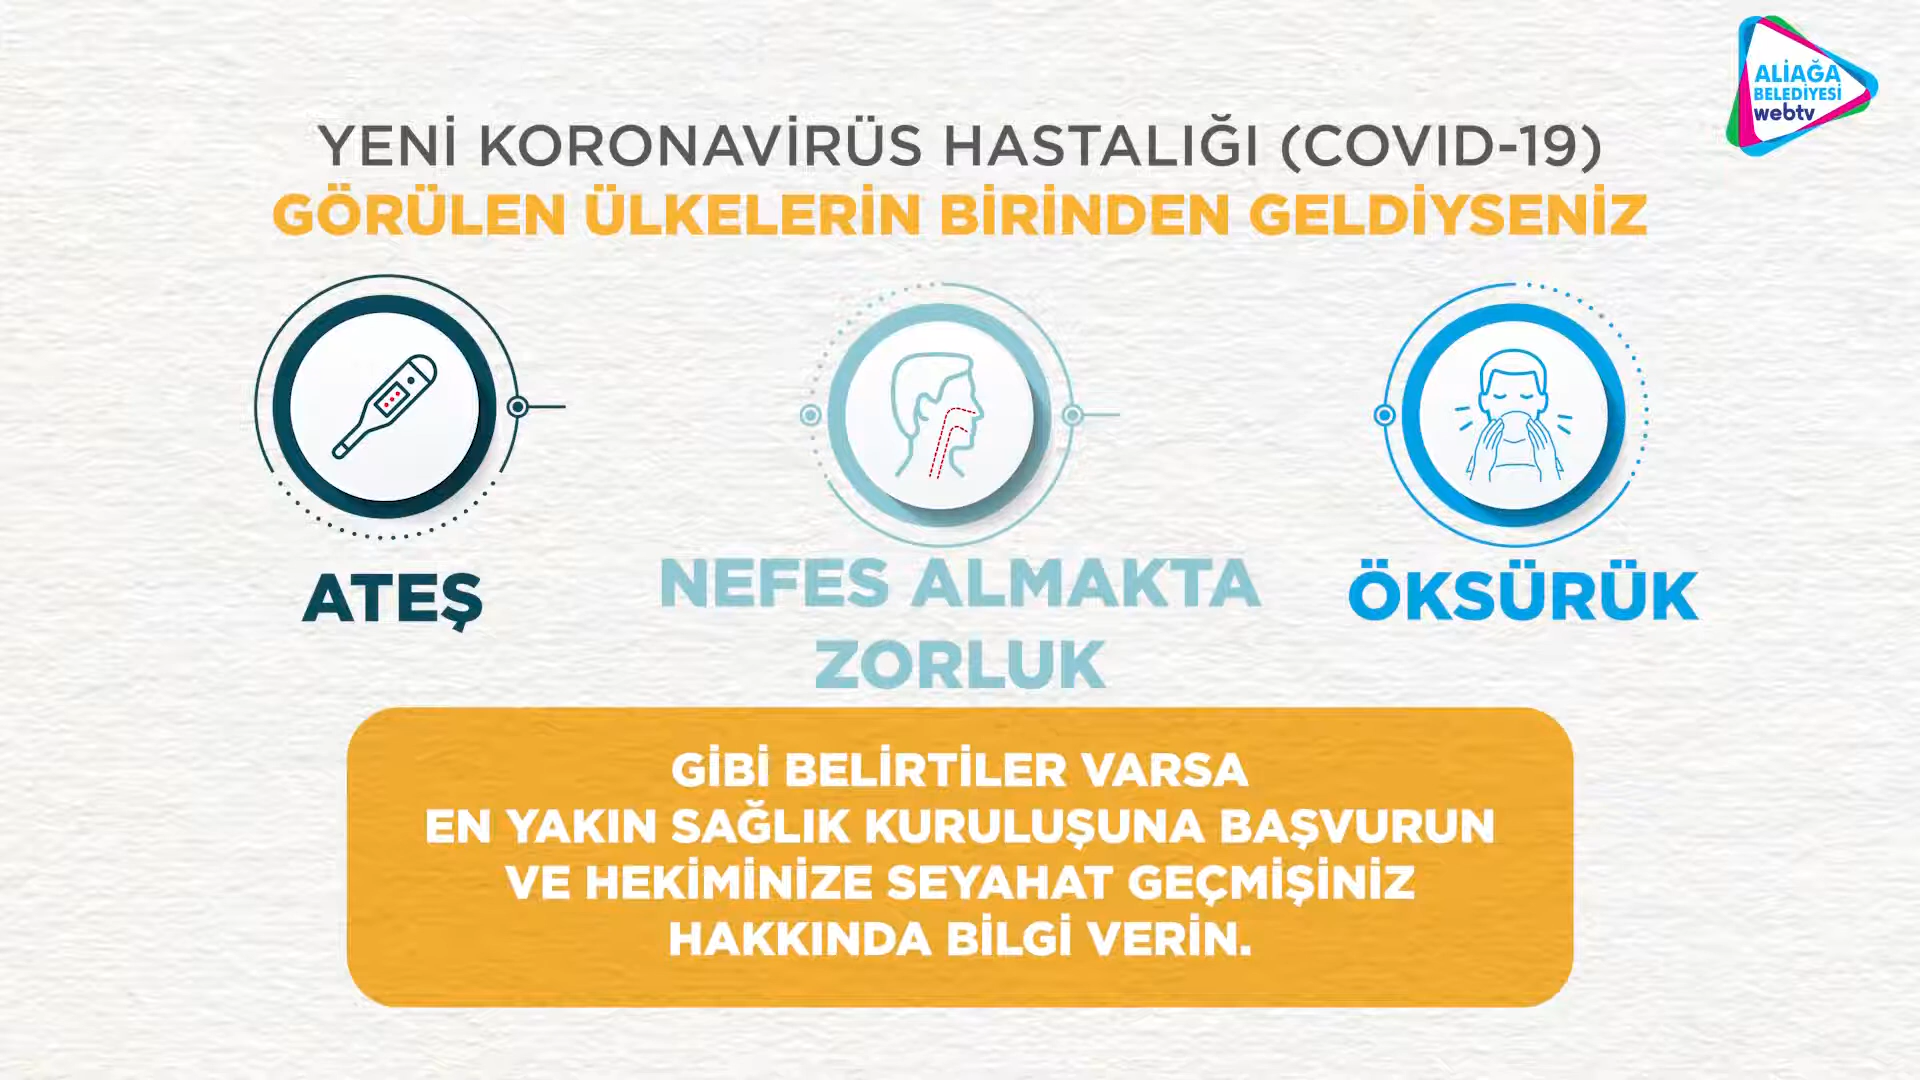 ALİAĞA
BELEDİYESİ
webtv
YENİ KORONAVİRÜS HASTALIĞI (COVID-19)
GÖRÜLEN ÜLKELERİN BİRİNDEN GELDİYSENİZ
ATEŞ
NEFES ALMAKTA
ZORLUK
ÖKSÜRÜK
GİBİ BELİRTİLER VARSA
EN YAKIN SAĞLIK KURULUŞUNA BAŞVURUN
VE HEKİMİNİZE SEYAHAT GEÇMİŞİNİZ
HAKKINDA BİLGİ VERİN.